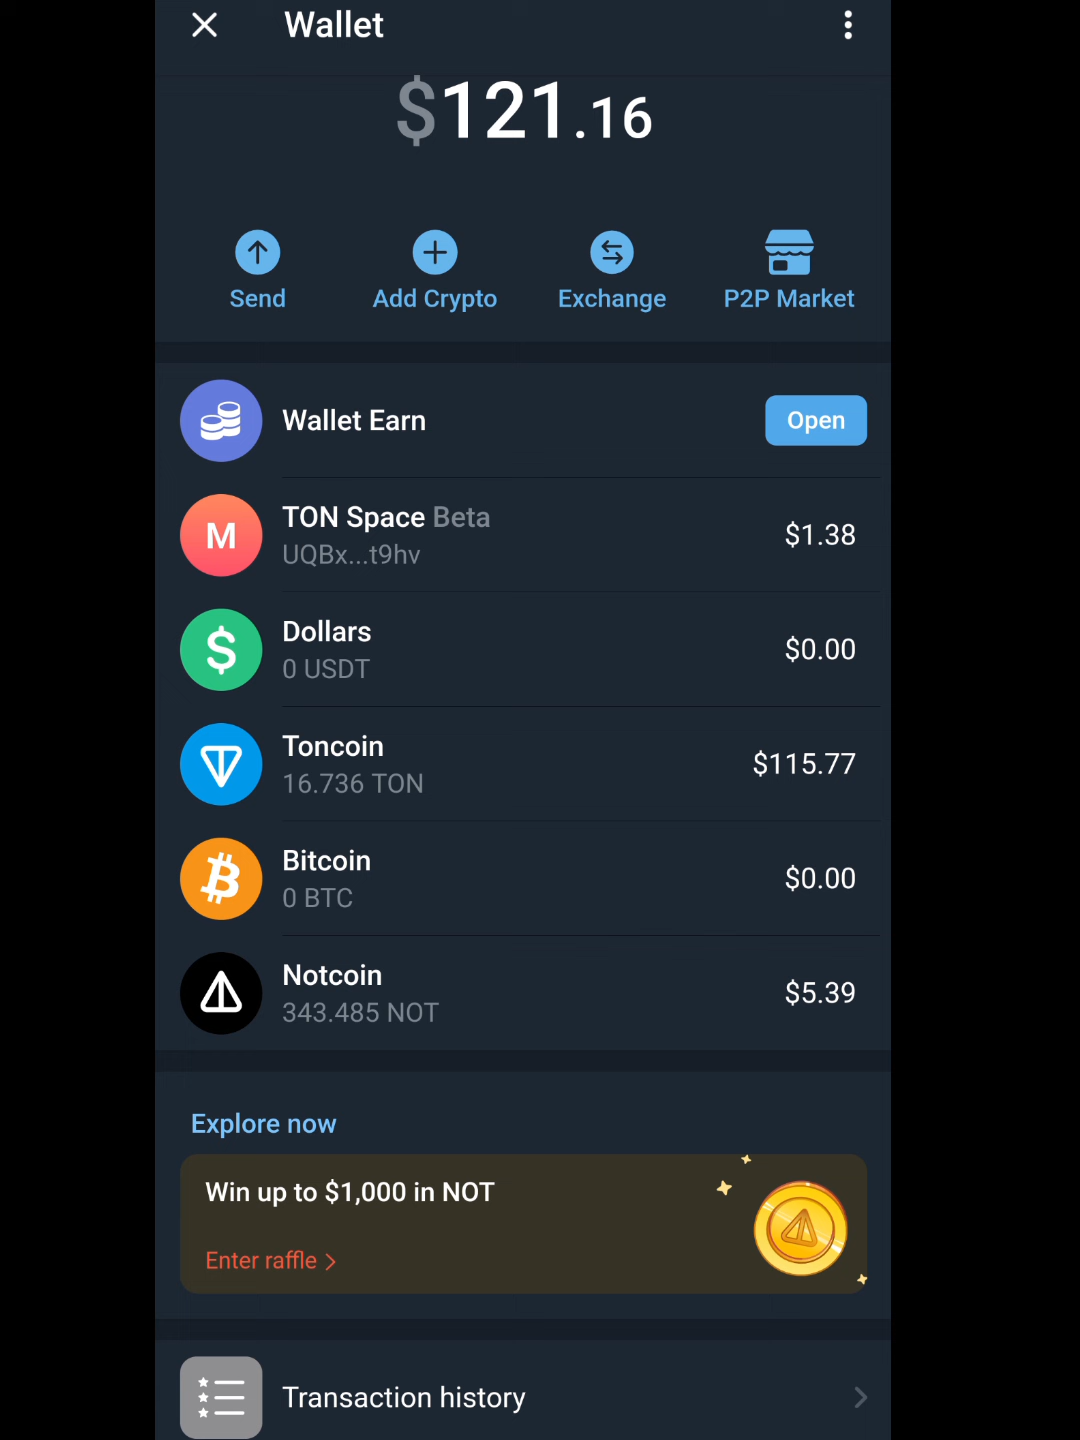 Wallet
$121.16
Send
Add Crypto
Exchange
P2P Market
Wallet Earn
Open
M
TON Space Beta
$1.38
UQBx...t9hv
Dollars
$0.00
0 USDT
Toncoin
$115.77
16.736 TON
Bitcoin
$0.00
0 BTC
Notcoin
$5.39
343.485 NOT
Explore now
Win up to $1,000 in NOT
Enter raffle >
Transaction history